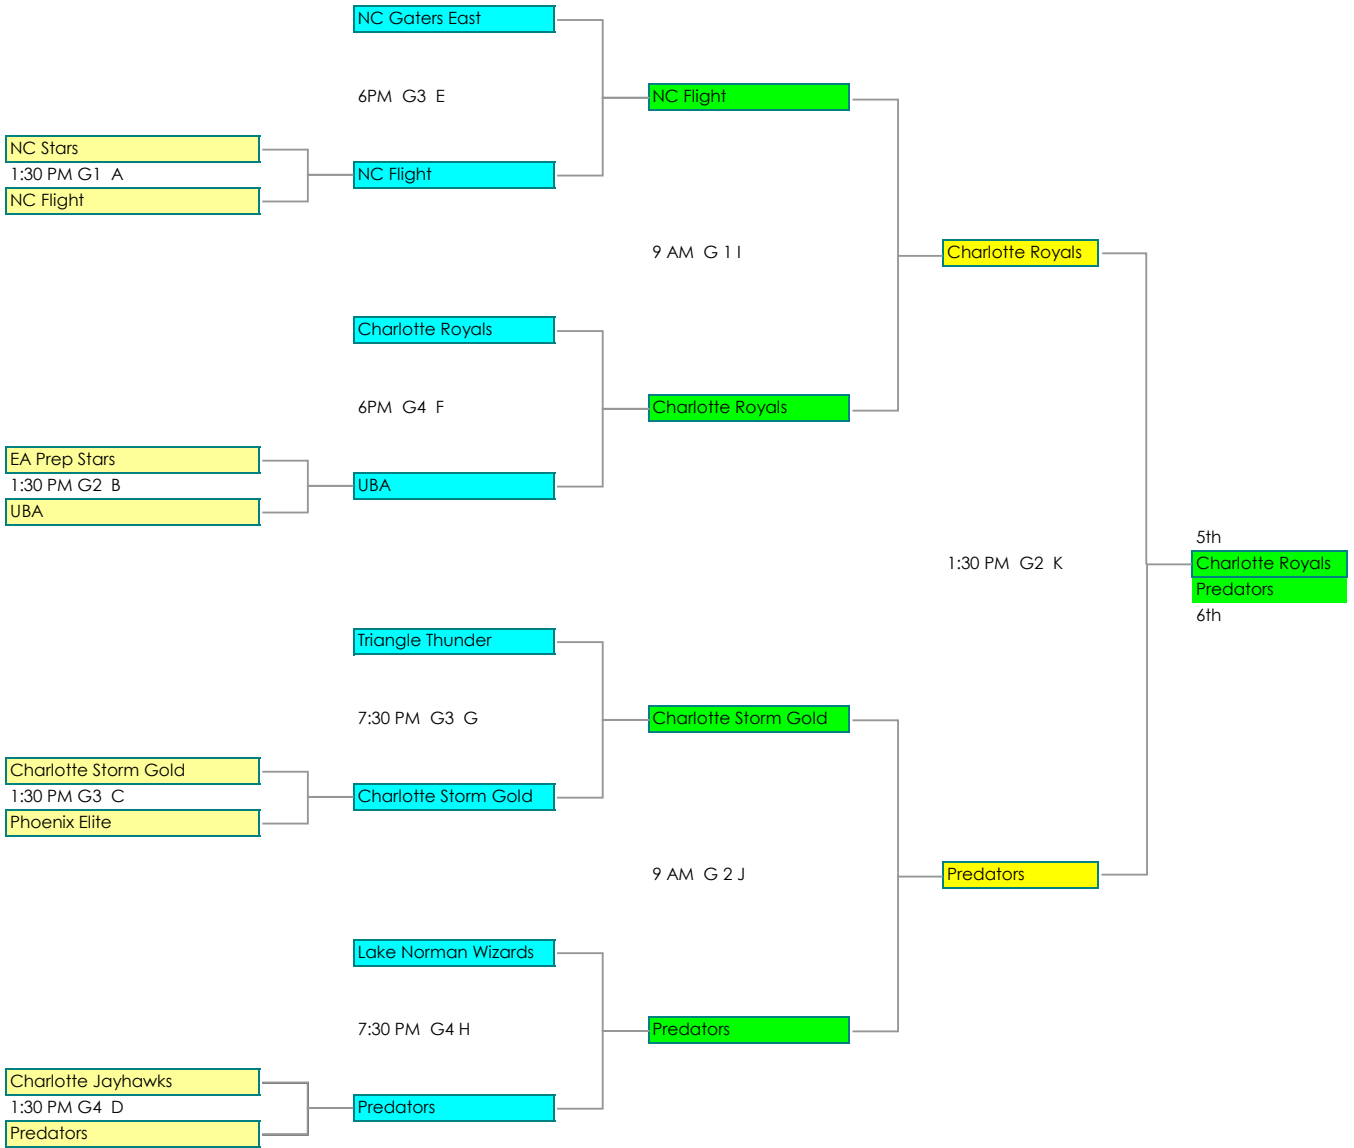 NC Gaters East
6PM  G3  E
NC Flight
NC Stars
1:30 PM G1  A
NC Flight
NC Flight
9 AM  G 1 I
Charlotte Royals
Charlotte Royals
6PM  G4  F
Charlotte Royals
EA Prep Stars
1:30 PM G2  B
UBA
UBA
5th
1:30 PM  G2  K
Charlotte Royals
Predators
6th
Triangle Thunder
7:30 PM  G3  G
Charlotte Storm Gold
Charlotte Storm Gold
1:30 PM G3  C
Charlotte Storm Gold
Phoenix Elite
9 AM  G 2 J
Predators
Lake Norman Wizards
7:30 PM  G4 H
Predators
Charlotte Jayhawks
1:30 PM G4  D
Predators
Predators